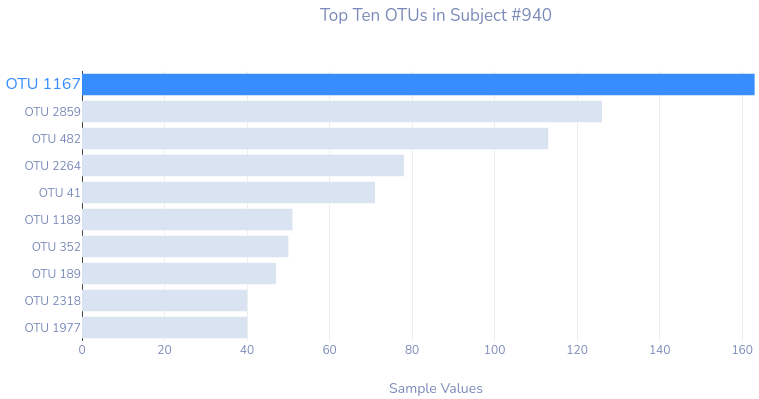 Top Ten OTUs in Subject #940
OTU 1167
OTU 2859
OTU 482
OTU 2264
OTU 41
OTU 1189
OTU 352
OTU 189
OTU 2318
OTU 1977
0 20 40 60 80 100 120 140 160
Sample Values